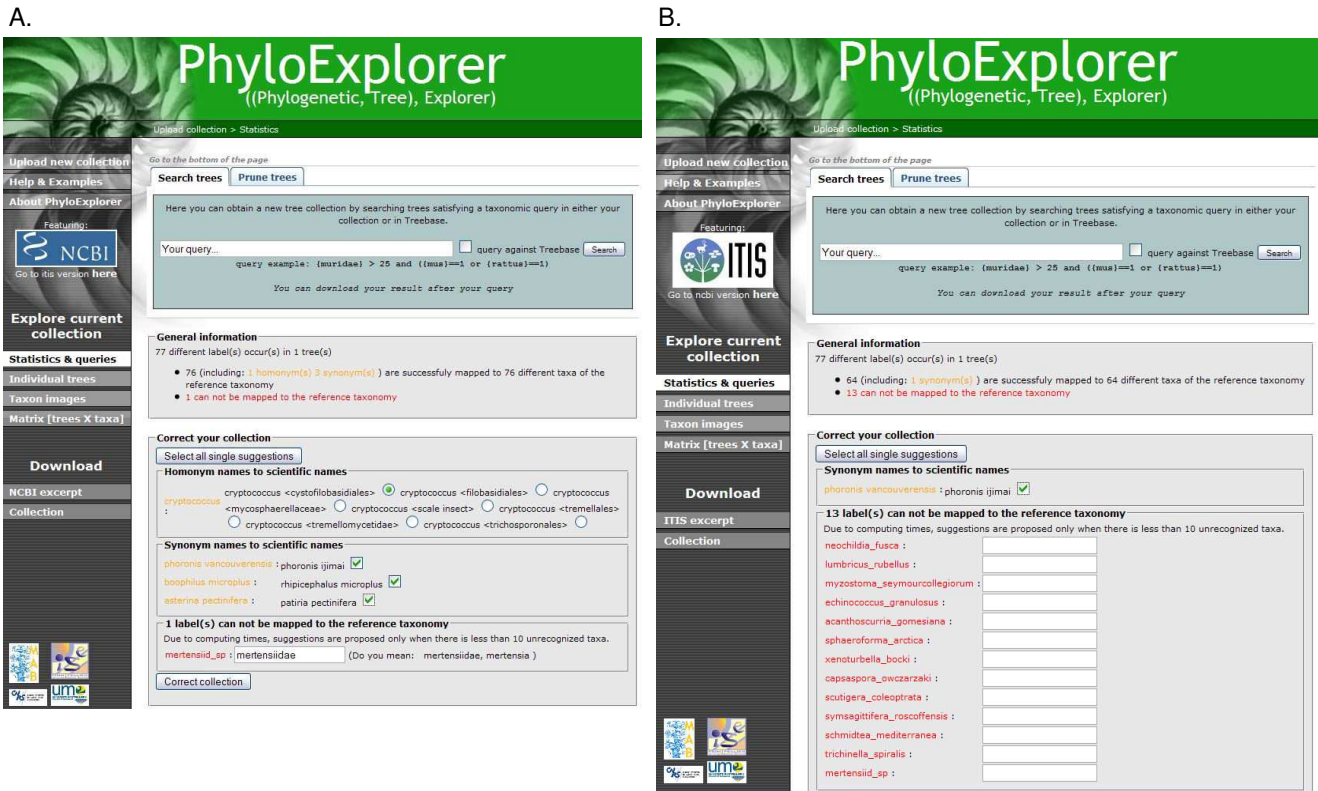 A.
PhyloExplorer
((Phylogenetic, Tree), Explorer)
Upload collection > Statistics
Upload new collection
Help & Examples
About PhyloExplorer
Featuring:
NCBI
Go to itis version here
Explore current
collection
Statistics & queries
Individual trees
Taxon images
Matrix [trees X taxa]
Download
NCBI excerpt
Collection
Go to the bottom of the page
Search trees Prune trees
Here you can obtain a new tree collection by searching trees satisfying a taxonomic query in either your
collection or in Treebase.
Your query... query against Treebase Search
query example: {muridae} > 25 and ({mus}==1 or {rattus}==1)
You can download your result after your query
General information
77 different label(s) occur(s) in 1 tree(s)
76 (including: 1 homonym(s) 3 synonym(s) ) are successfuly mapped to 76 different taxa of the
reference taxonomy
1 can not be mapped to the reference taxonomy
Correct your collection
Select all single suggestions
Homonym names to scientific names
cryptococcus :
cryptococcus <cystofilobasidiales> cryptococcus <filobasidiales> cryptococcus
<mycosphaerellaceae> cryptococcus <scale insect> cryptococcus <tremellales>
cryptococcus <tremellomycetidae> cryptococcus <trichosporonales>
Synonym names to scientific names
phoronis vancouverensis : phoronis ijimai
boophilus microplus : rhipicephalus microplus
asterina pectinifera : patiria pectinifera
1 label(s) can not be mapped to the reference taxonomy
Due to computing times, suggestions are proposed only when there is less than 10 unrecognized taxa.
mertensiid_sp : mertensiidae (Do you mean: mertensiidae, mertensia )
Correct collection
MAB
ise
um2
B.
PhyloExplorer
((Phylogenetic, Tree), Explorer)
Upload collection > Statistics
Upload new collection
Help & Examples
About PhyloExplorer
Featuring:
ITIS
Go to ncbi version here
Explore current
collection
Statistics & queries
Individual trees
Taxon images
Matrix [trees X taxa]
Download
ITIS excerpt
Collection
Go to the bottom of the page
Search trees Prune trees
Here you can obtain a new tree collection by searching trees satisfying a taxonomic query in either your
collection or in Treebase.
Your query... query against Treebase Search
query example: {muridae} > 25 and ({mus}==1 or {rattus}==1)
You can download your result after your query
General information
77 different label(s) occur(s) in 1 tree(s)
64 (including: 1 synonym(s) ) are successfuly mapped to 64 different taxa of the reference taxonomy
13 can not be mapped to the reference taxonomy
Correct your collection
Select all single suggestions
Synonym names to scientific names
phoronis vancouverensis : phoronis ijimai
13 label(s) can not be mapped to the reference taxonomy
Due to computing times, suggestions are proposed only when there is less than 10 unrecognized taxa.
neochildia_fusca :
lumbricus_rubellus :
myzostoma_seymourcollegiorum :
echinococcus_granulosus :
acanthoscurria_gomesiana :
sphaeroforma_arctica :
xenoturbella_bocki :
capsaspora_owczarzaki :
scutigera_coleoptrata :
symsagittifera_roscoffensis :
schmidtea_mediterranea :
trichinella_spiralis :
mertensiid_sp :
MAB
ise
um2